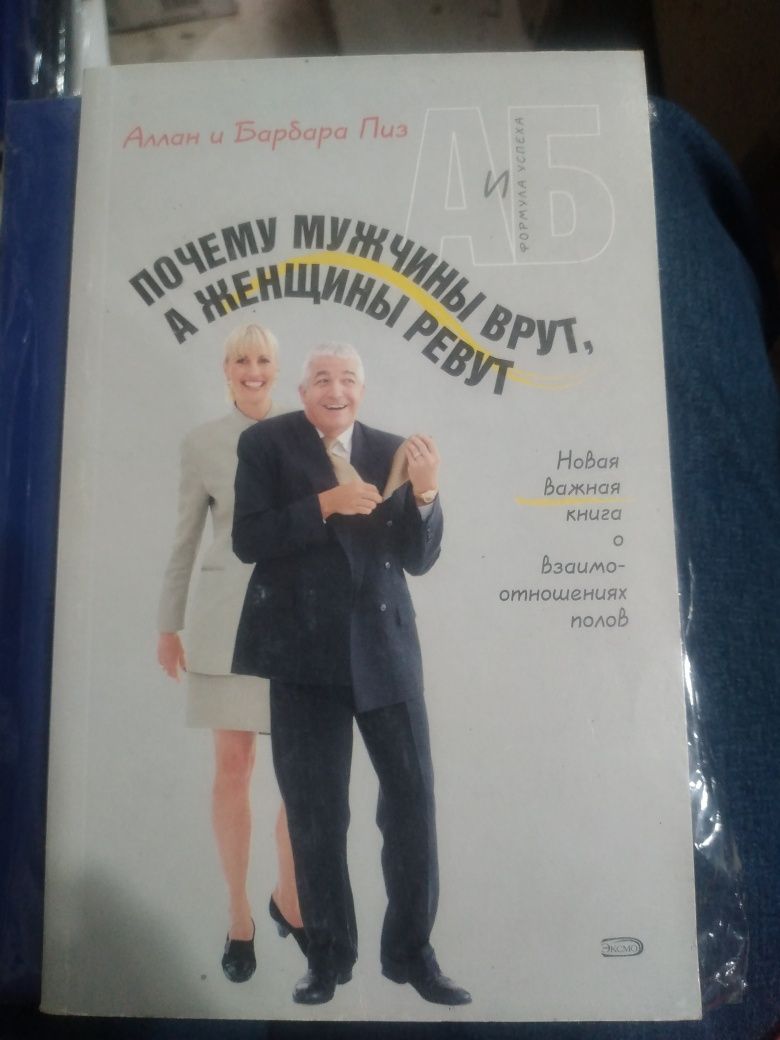 Аллан и Барбара Пиз
А и Б
ФОРМУЛА УСПЕХА
ПОЧЕМУ МУЖЧИНЫ ВРУТ,
А ЖЕНЩИНЫ РЕВУТ
Новая
важная
книга
о
взаимо-
отношениях
полов
ЭКСМО